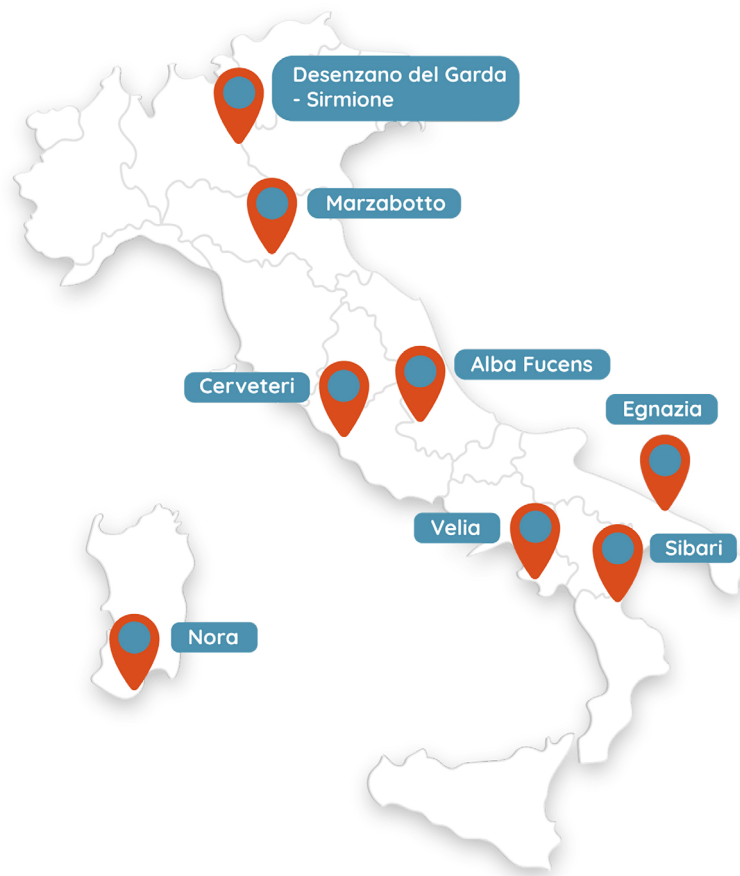 Desenzano del Garda
- Sirmione
Marzabotto
Alba Fucens
Cerveteri
Egnazia
Velia
Sibari
Nora